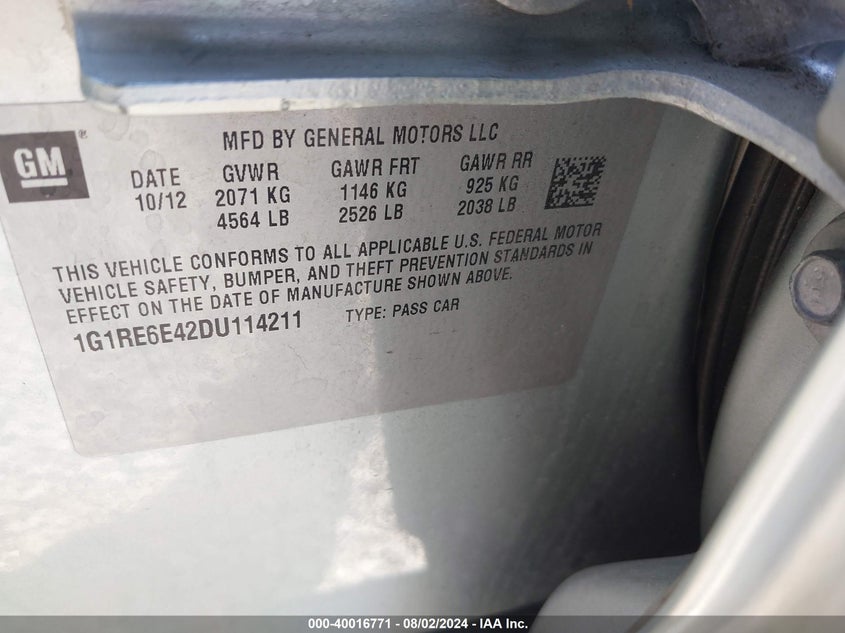 GM ®
MFD BY GENERAL MOTORS LLC
DATE GVWR GAWR FRT GAWR RR
10/12 2071 KG 1146 KG 925 KG
4564 LB 2526 LB 2038 LB
THIS VEHICLE CONFORMS TO ALL APPLICABLE U.S. FEDERAL MOTOR
VEHICLE SAFETY, BUMPER, AND THEFT PREVENTION STANDARDS IN
EFFECT ON THE DATE OF MANUFACTURE SHOWN ABOVE.
1G1RE6E42DU114211 TYPE: PASS CAR
000-40016771 - 08/02/2024 - IAA Inc.